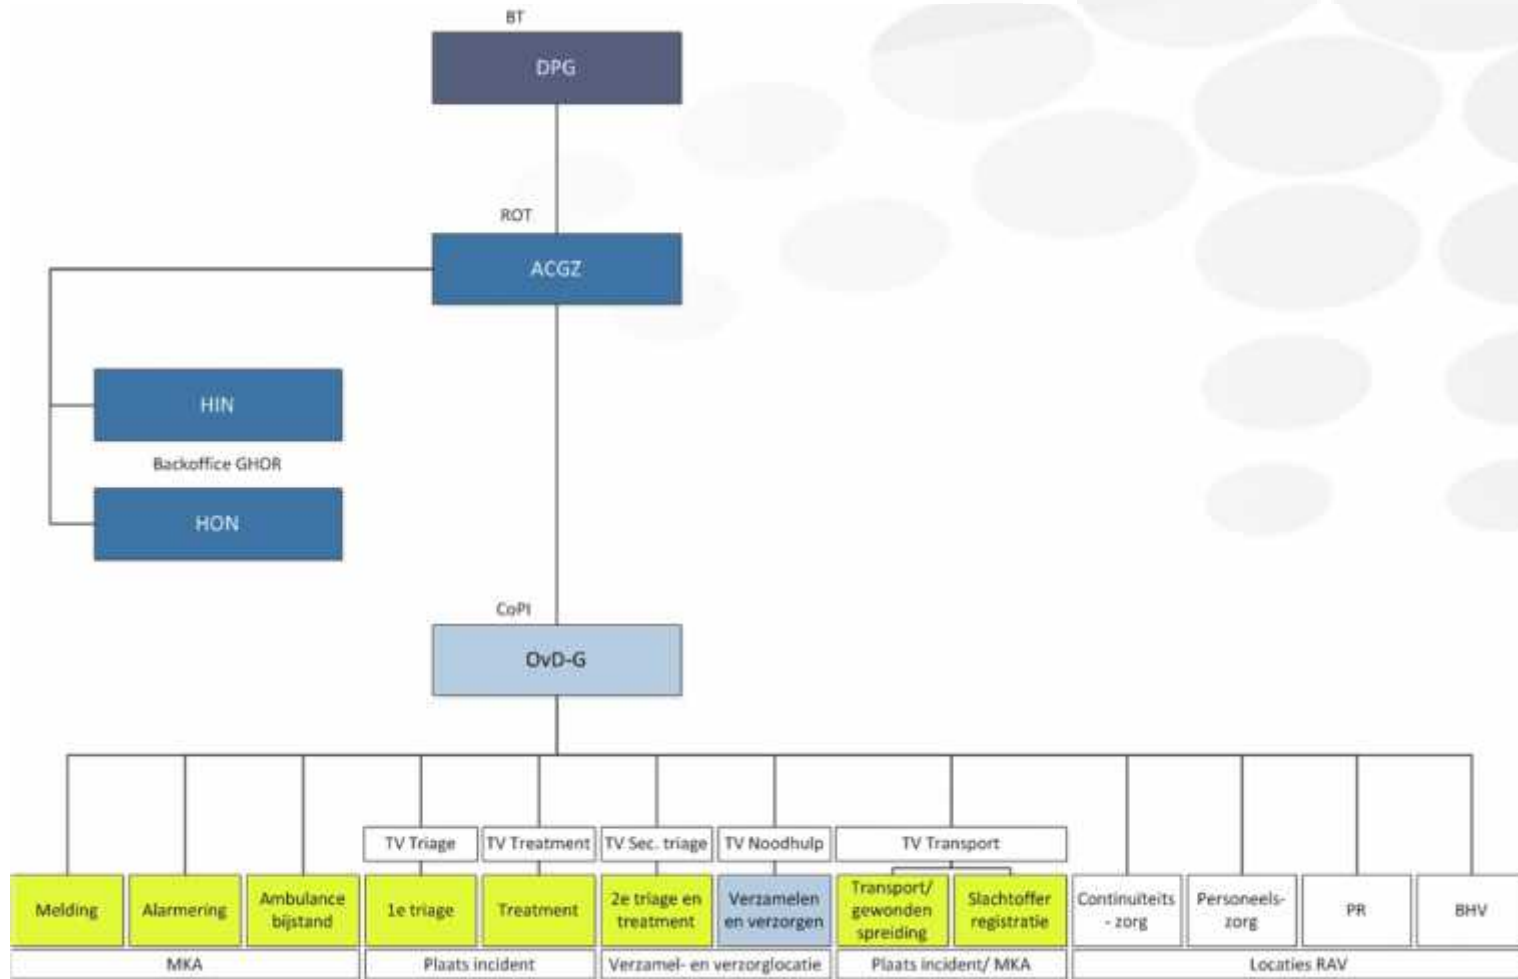 BT
DPG
ROT
ACGZ
HIN
Backoffice GHOR
HON
CoPI
OvD-G
TV Triage
TV Treatment
TV Sec. triage
TV Noodhulp
TV Transport
Melding
Alarmering
Ambulance
bijstand
1e triage
Treatment
2e triage en
treatment
Verzamelen
en verzorgen
Transport/
gewonden
spreiding
Slachtoffer
registratie
Continuïteits
- zorg
Personeels-
zorg
PR
BHV
MKA
Plaats incident
Verzamel- en verzorglocatie
Plaats incident/ MKA
Locaties RAV